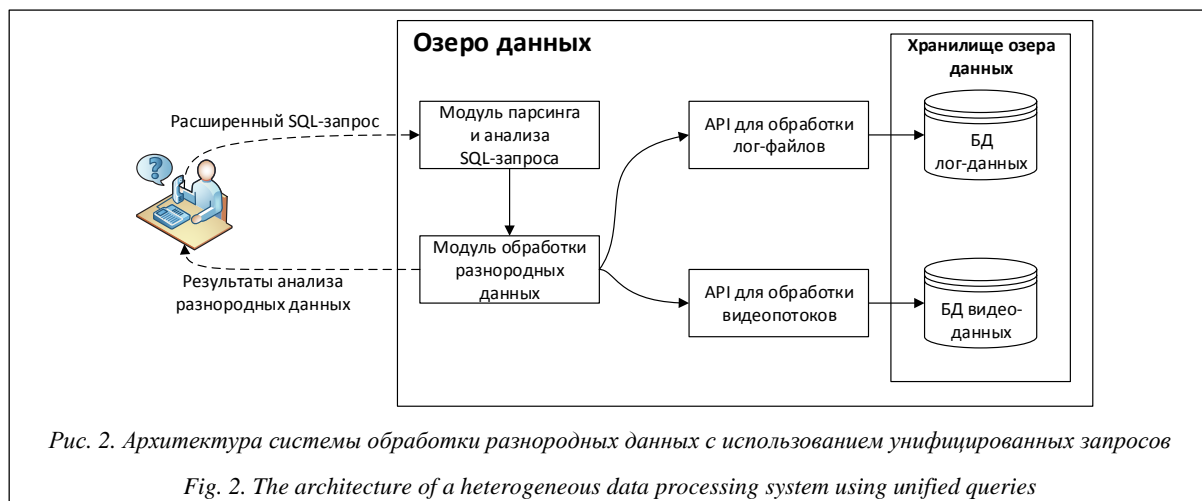 Озеро данных
Хранилище озера
данных
Расширенный SQL-запрос
Модуль парсинга
и анализа
SQL-запроса
API для обработки
лог-файлов
БД
лог-данных
?
Результаты анализа
разнородных данных
Модуль обработки
разнородных
данных
API для обработки
видеопотоков
БД видео-
данных
Рис. 2. Архитектура системы обработки разнородных данных с использованием унифицированных запросов
Fig. 2. The architecture of a heterogeneous data processing system using unified queries